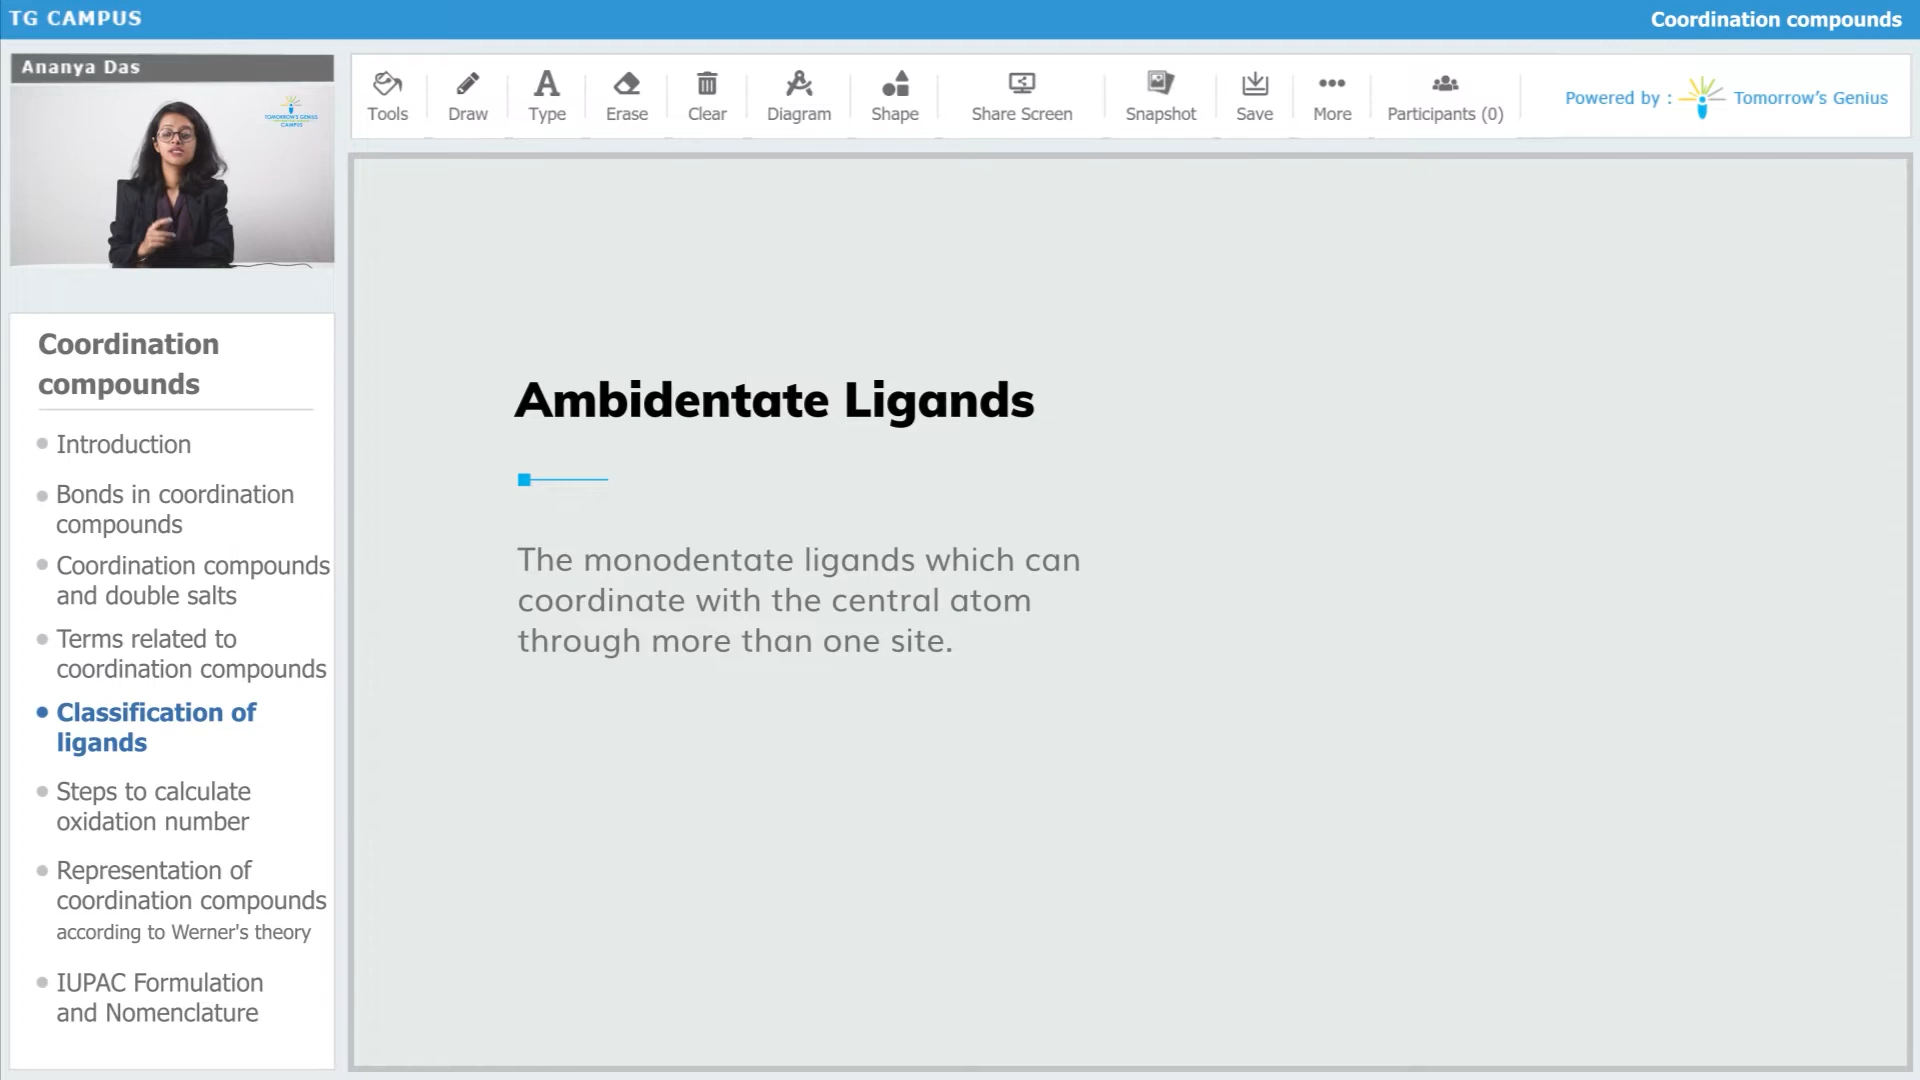 TG CAMPUS
Coordination compounds
Ananya Das
TOMORROW'S GENIUS
CAMPUS
Tools
Draw
Type
Erase
Clear
Diagram
Shape
Share Screen
Snapshot
Save
More
Participants (0)
Powered by :
Tomorrow's Genius
Coordination
compounds
Introduction
Bonds in coordination
compounds
Coordination compounds
and double salts
Terms related to
coordination compounds
Classification of
ligands
Steps to calculate
oxidation number
Representation of
coordination compounds
according to Werner's theory
IUPAC Formulation
and Nomenclature
Ambidentate Ligands
The monodentate ligands which can
coordinate with the central atom
through more than one site.